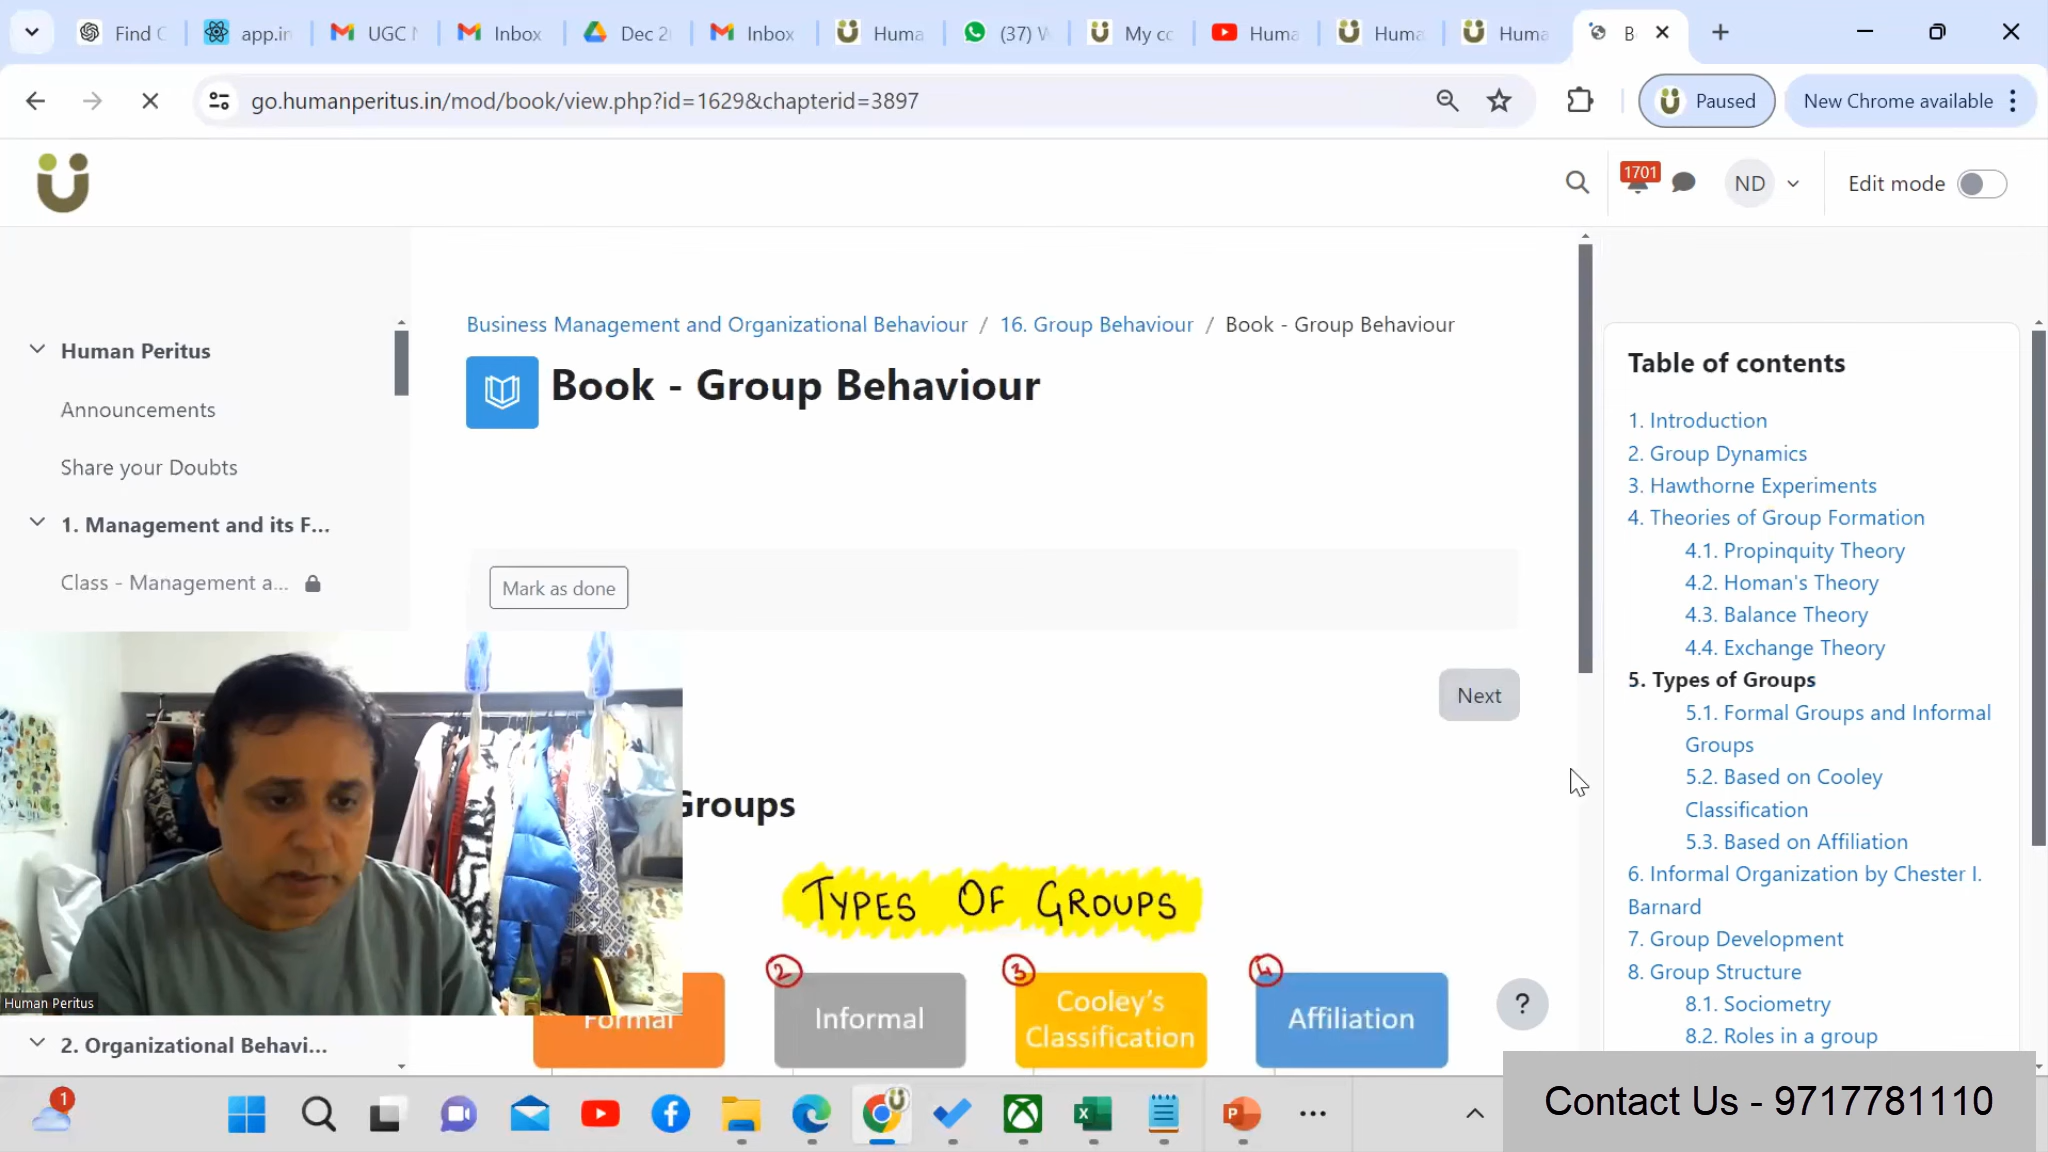 Find
app.in
UGC
Inbox
Dec 2
Inbox
Huma
(37)
My cc
Huma
Huma
Huma
B
go.humanperitus.in/mod/book/view.php?id=1629&chapterid=3897
Paused
New Chrome available
1701
ND
Edit mode
Human Peritus
Announcements
Share your Doubts
1. Management and its F...
Class - Management a...
2. Organizational Behavi...
Business Management and Organizational Behaviour / 16. Group Behaviour / Book - Group Behaviour
Book - Group Behaviour
Mark as done
Next
Groups
TYPES OF GROUPS
Formal
2
Informal
3
Cooley's
Classification
4
Affiliation
?
Table of contents
1. Introduction
2. Group Dynamics
3. Hawthorne Experiments
4. Theories of Group Formation
4.1. Propinquity Theory
4.2. Homan's Theory
4.3. Balance Theory
4.4. Exchange Theory
5. Types of Groups
5.1. Formal Groups and Informal
Groups
5.2. Based on Cooley
Classification
5.3. Based on Affiliation
6. Informal Organization by Chester I.
Barnard
7. Group Development
8. Group Structure
8.1. Sociometry
8.2. Roles in a group
Human Peritus
1
Contact Us - 9717781110